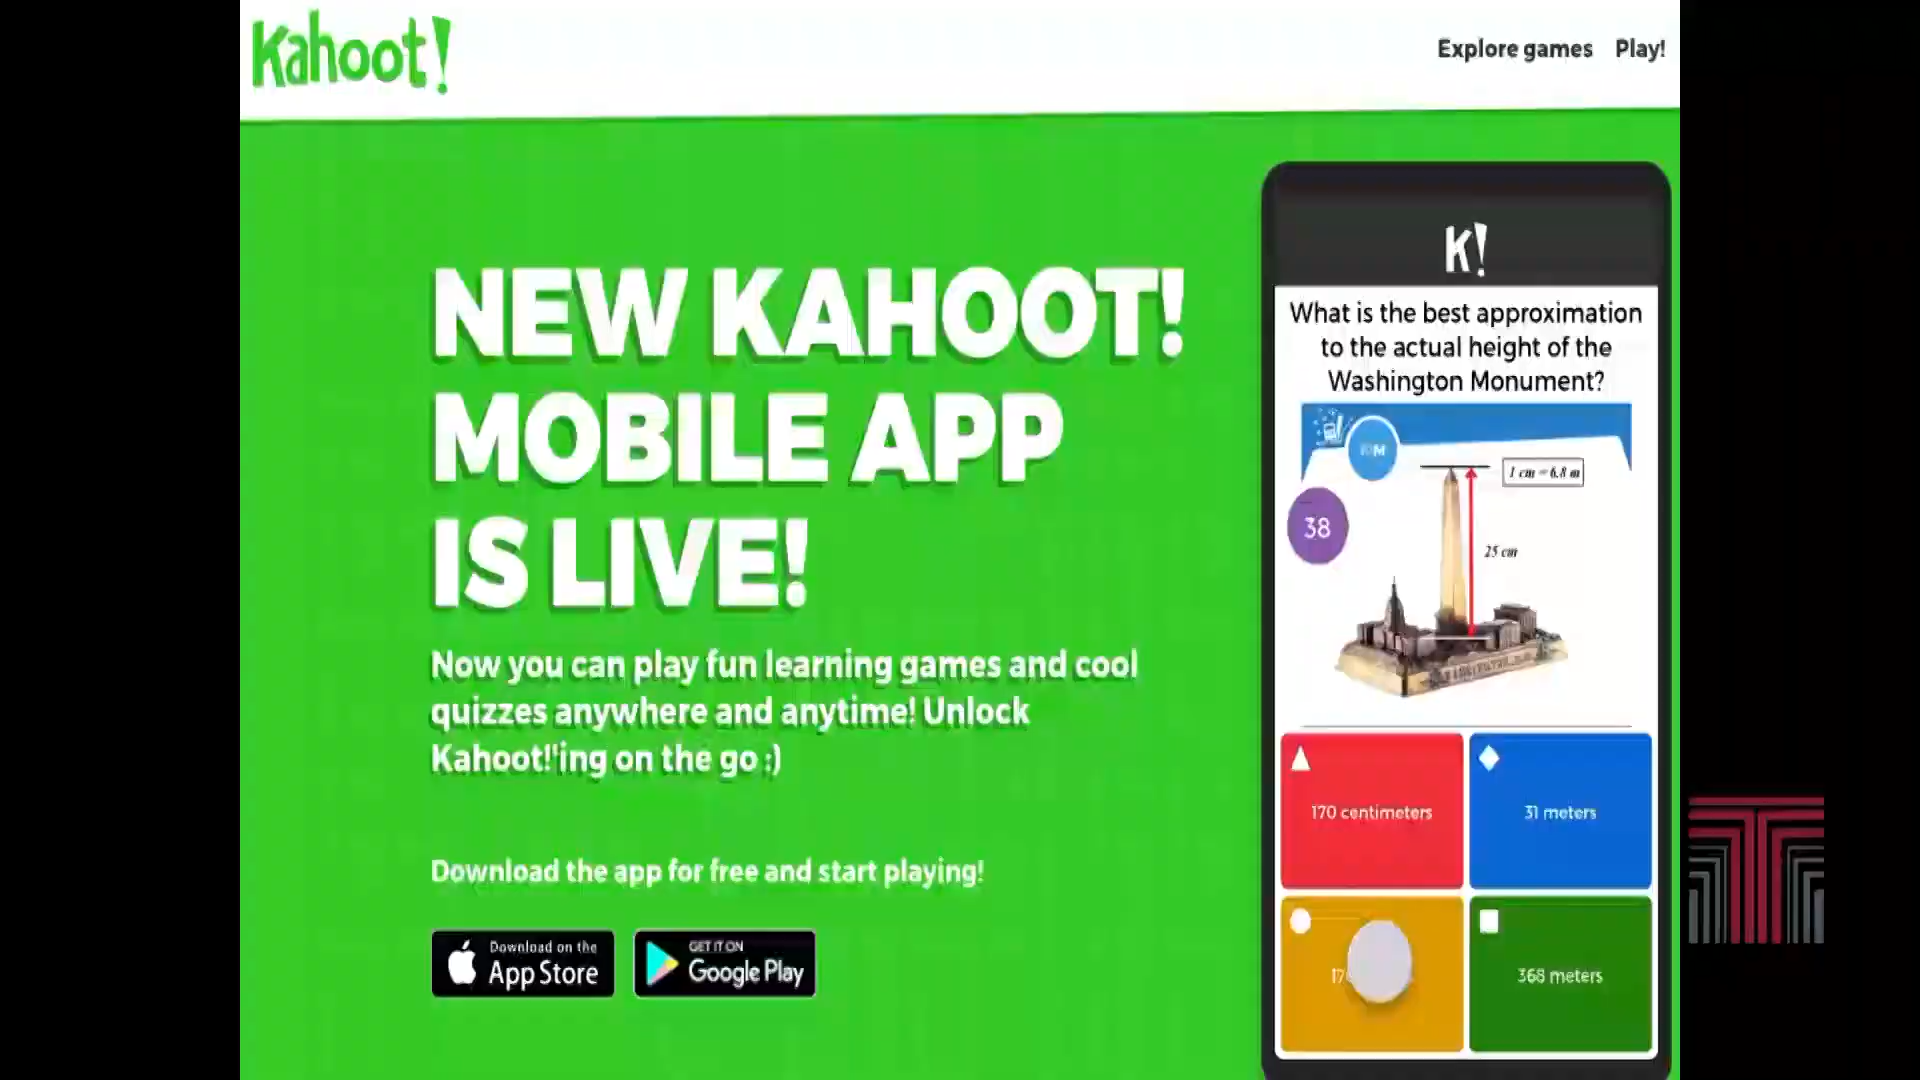 Kahoot!
Explore games Play!
NEW KAHOOT!
MOBILE APP
IS LIVE!
Now you can play fun learning games and cool
quizzes anywhere and anytime! Unlock
Kahoot!'ing on the go :)
Download the app for free and start playing!
Download on the
App Store
GET IT ON
Google Play
K!
What is the best approximation
to the actual height of the
Washington Monument?
1 cm = 6.8 m
38
25 cm
170 centimeters
31 meters
368 meters